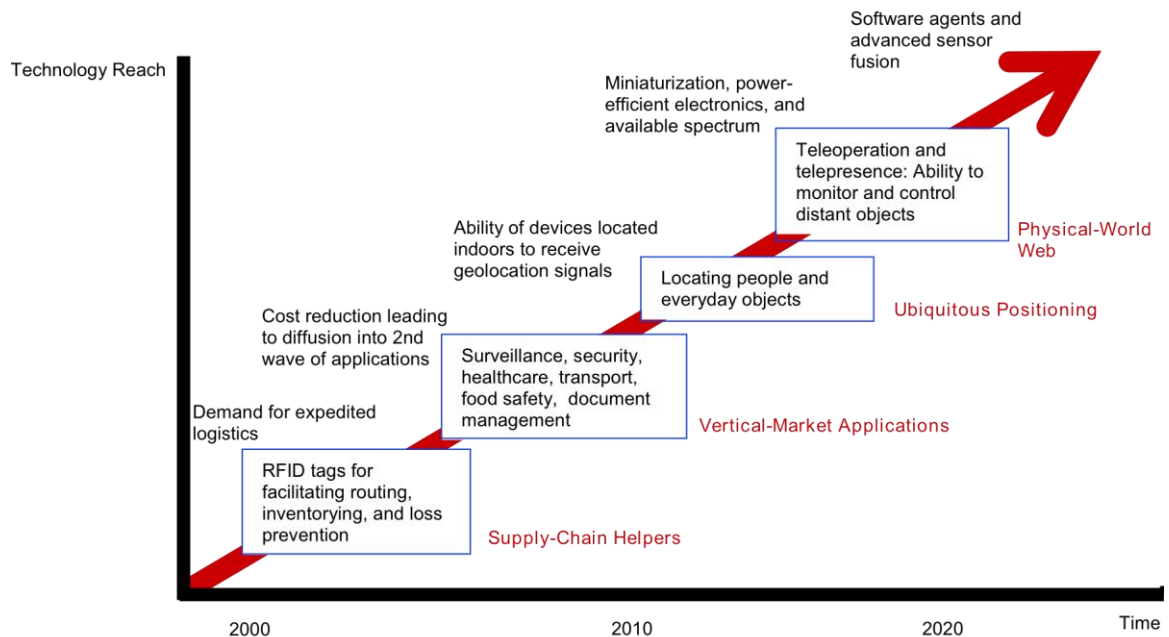 Software agents and
advanced sensor
fusion
Technology Reach
Miniaturization, power-
efficient electronics, and
available spectrum
Teleoperation and
telepresence: Ability to
monitor and control
distant objects
Physical-World
Web
Ability of devices located
indoors to receive
geolocation signals
Locating people and
everyday objects
Ubiquitous Positioning
Cost reduction leading
to diffusion into 2nd
wave of applications
Surveillance, security,
healthcare, transport,
food safety, document
management
Vertical-Market Applications
Demand for expedited
logistics
RFID tags for
facilitating routing,
inventorying, and loss
prevention
Supply-Chain Helpers
2000
2010
2020
Time